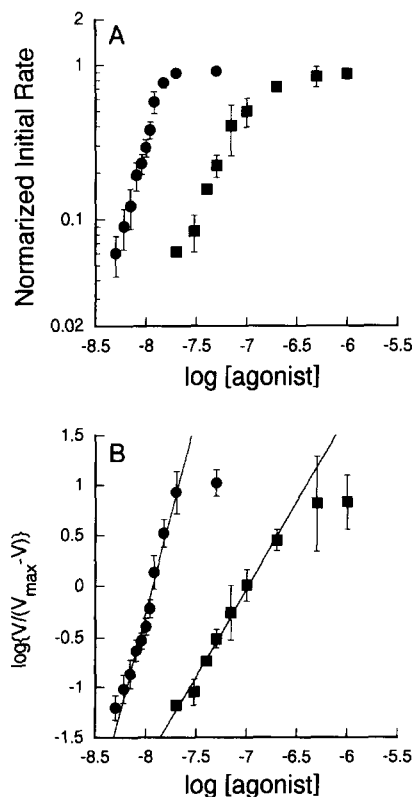 A
Normarized Initial Rate
2
1
0.1
0.02
-8.5 -8 -7.5 -7 -6.5 -6 -5.5
log [agonist]
B
log{V/(Vmax-V)}
1.5
1
0.5
0
-0.5
-1
-1.5
-8.5 -8 -7.5 -7 -6.5 -6 -5.5
log [agonist]